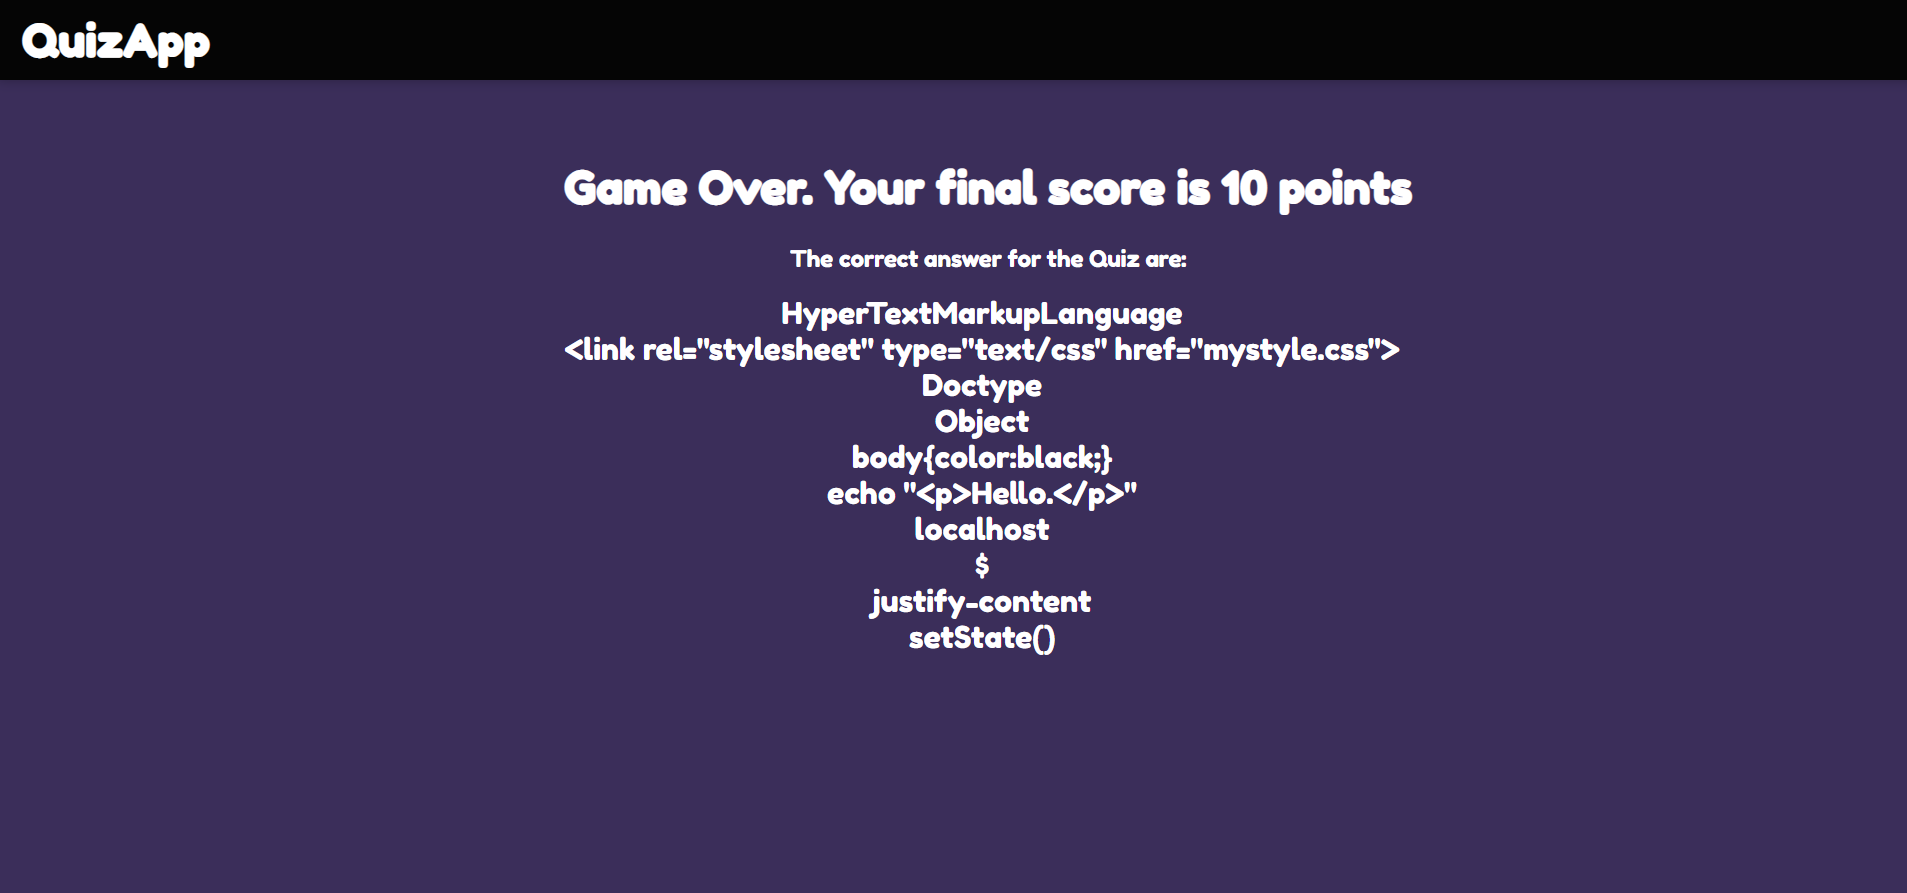 QuizApp
Game Over. Your final score is 10 points
The correct answer for the Quiz are:
HyperTextMarkupLanguage
<link rel="stylesheet" type="text/css" href="mystyle.css">
Doctype
Object
body{color:black;}
echo "<p>Hello.</p>"
localhost
$
justify-content
setState()